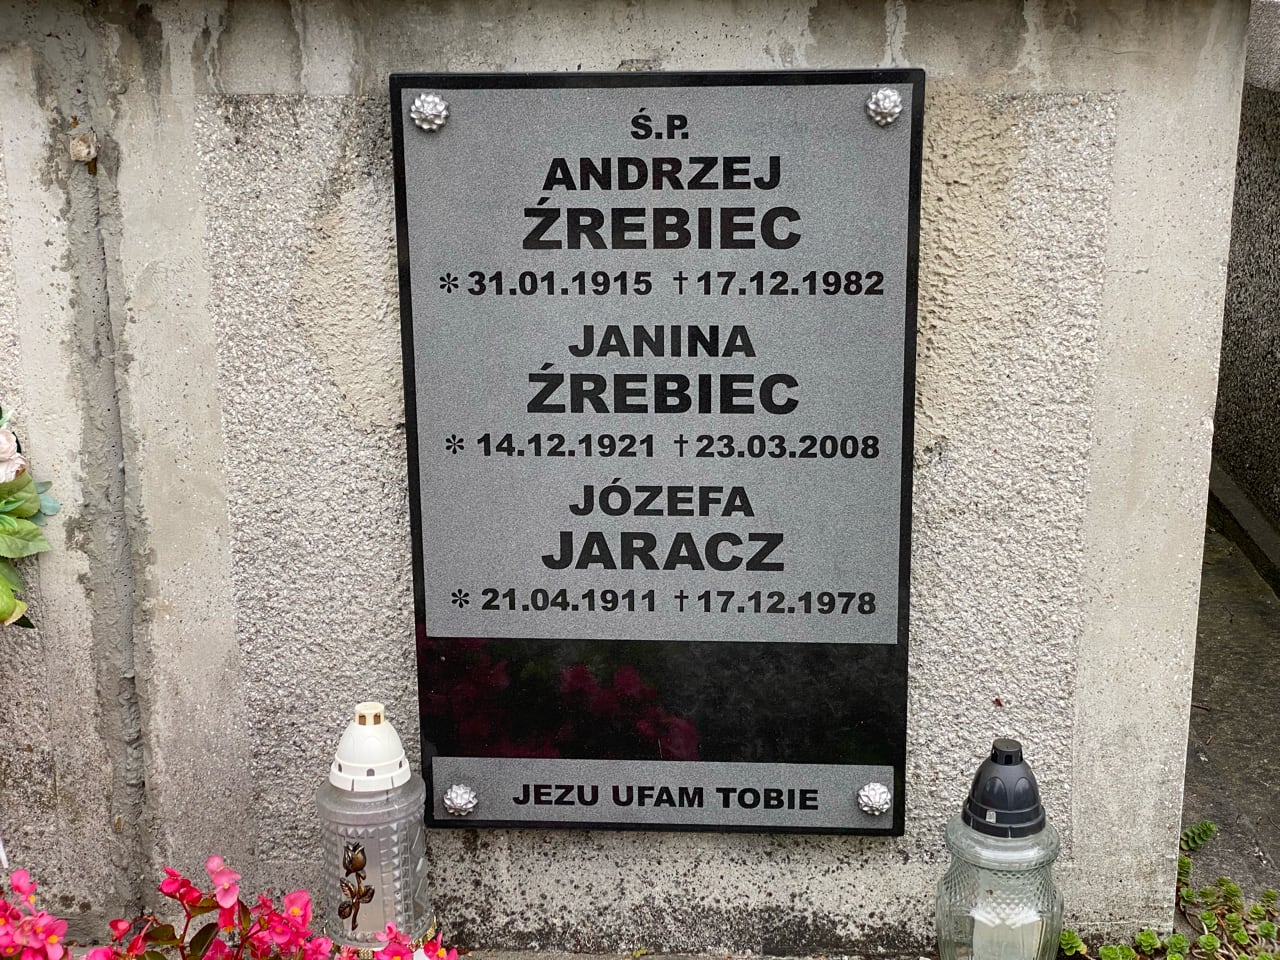 Ś.P.
ANDRZEJ
ŹREBIEC
* 31.01.1915 † 17.12.1982
JANINA
ŹREBIEC
* 14.12.1921 † 23.03.2008
JÓZEFA
JARACZ
* 21.04.1911 † 17.12.1978
JEZU UFAM TOBIE